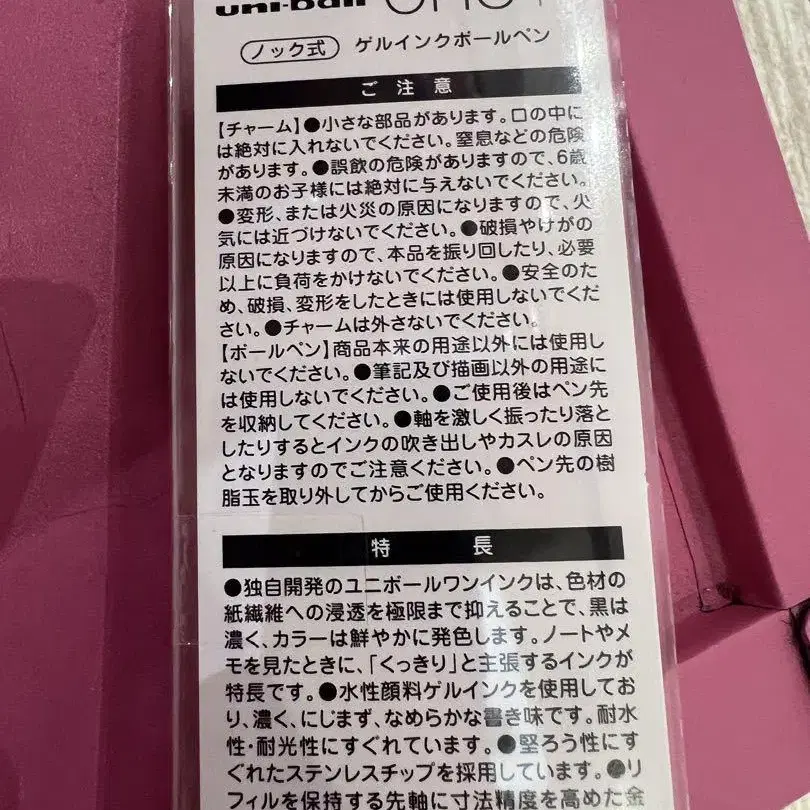 uni-ball one
ノック式 ゲルインクボールペン
ご注意
【チャーム】●小さな部品があります。口の中に
は絶対に入れないでください。窒息などの危険
があります。●誤飲の危険がありますので、6歳
未満のお子様には絶対に与えないでください。
●変形、または火災の原因になりますので、火
気には近づけないでください。●破損やけがの
原因になりますので、本品を振り回したり、必要
以上に負荷をかけないでください。●安全のた
め、破損、変形をしたときには使用しないでくだ
さい。●チャームは外さないでください。
【ボールペン】商品本来の用途以外には使用し
ないでください。●筆記及び描画以外の用途に
は使用しないでください。●ご使用後はペン先
を収納してください。●軸を激しく振ったり落と
したりするとインクの吹き出しやカスレの原因
となりますのでご注意ください。●ペン先の樹
脂玉を取り外してからご使用ください。
特長
●独自開発のユニボールワンインクは、色材の
紙繊維への浸透を極限まで抑えることで、黒は
濃く、カラーは鮮やかに発色します。ノートやメ
モを見たときに、「くっきり」と主張するインクが
特長です。●水性顔料ゲルインクを使用してお
り、濃く、にじまず、なめらかな書き味です。耐水
性・耐光性にすぐれています。●堅ろう性にす
ぐれたステンレスチップを採用しています。●リ
フィルを保持する先軸に寸法精度を高めた金